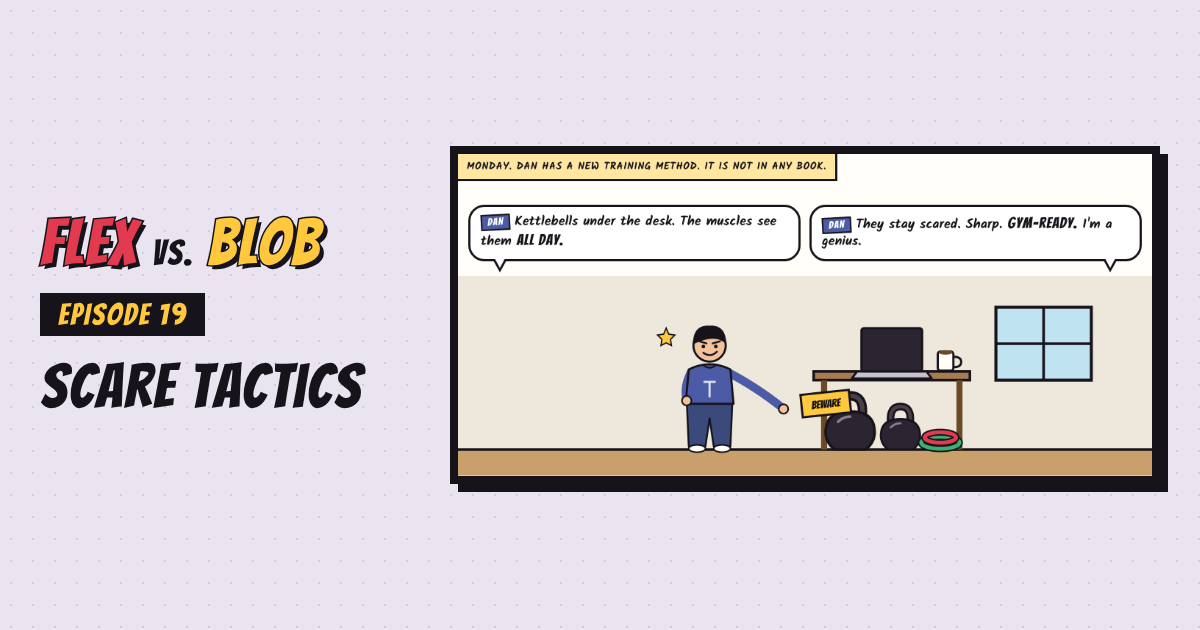 FLEX VS. BLOB
EPISODE 19
SCARE TACTICS
MONDAY. DAN HAS A NEW TRAINING METHOD. IT IS NOT IN ANY BOOK.
DAN Kettlebells under the desk. The muscles see
them ALL DAY.
DAN They stay scared. Sharp. GYM-READY. I'm a
genius.
T
BEWARE